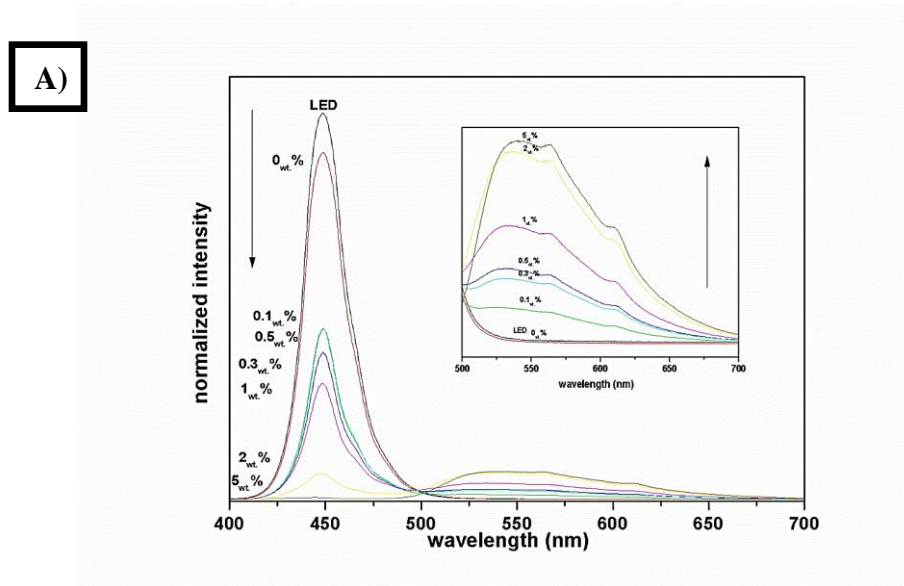 A)
LED
0wt.%
0.1wt.%
0.5wt.%
0.3wt.%
1wt.%
2wt.%
5wt.%
normalized intensity
400 450 500 550 600 650 700
wavelength (nm)
5wt.%
2wt.%
1wt.%
0.5wt.%
0.3wt.%
0.1wt.%
LED 0wt.%
500 550 600 650 700
wavelength (nm)